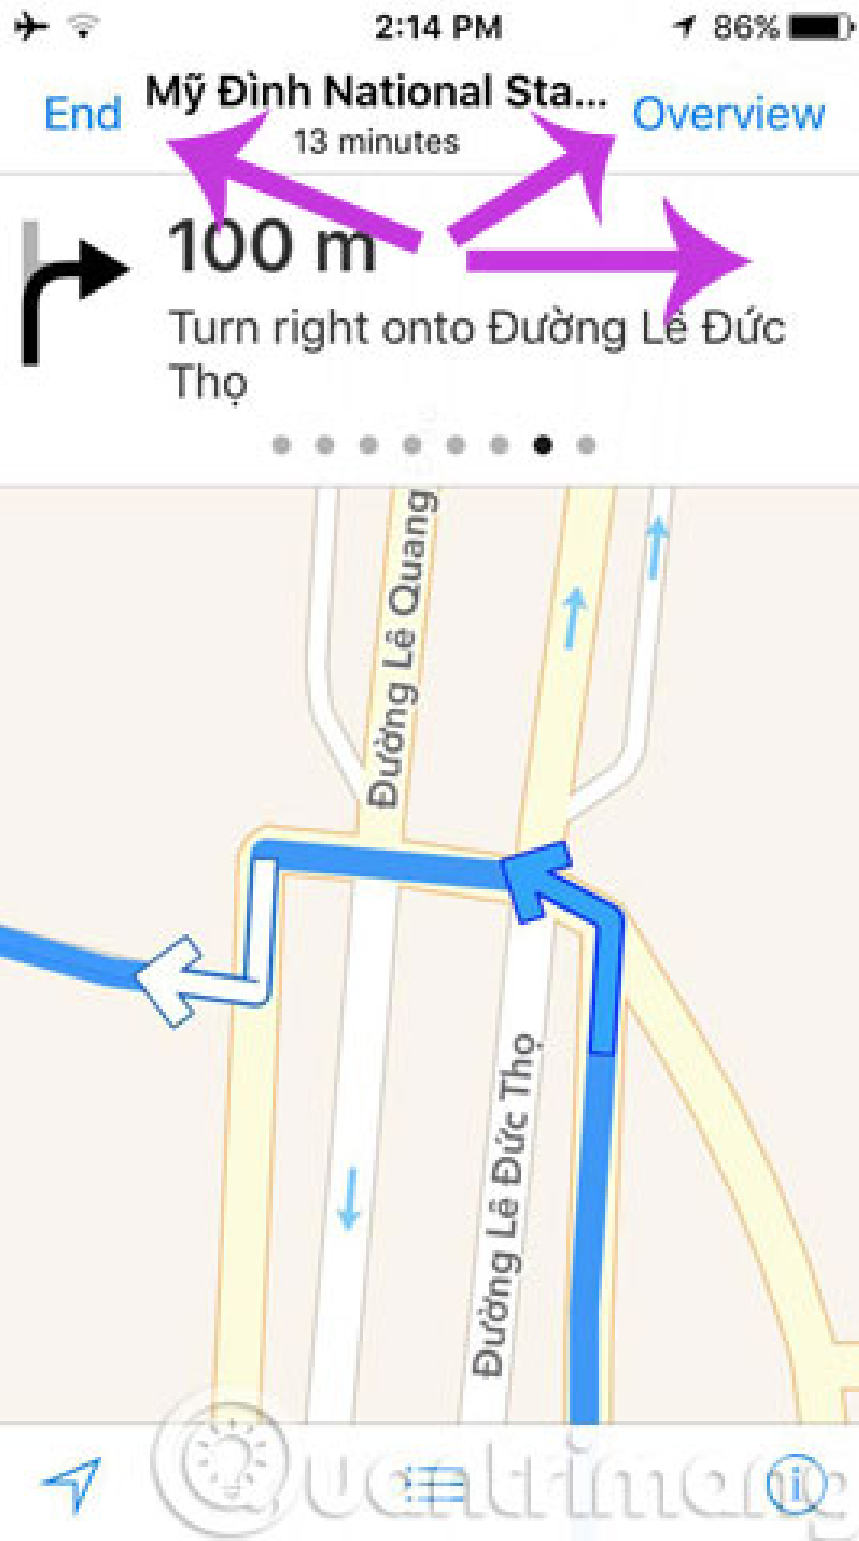 2:14 PM
86%
End
Mỹ Đình National Sta...
13 minutes
Overview
100 m
Turn right onto Đường Lê Đức
Thọ
Đường Lê Quang
Đường Lê Đức Thọ
Quantrimang